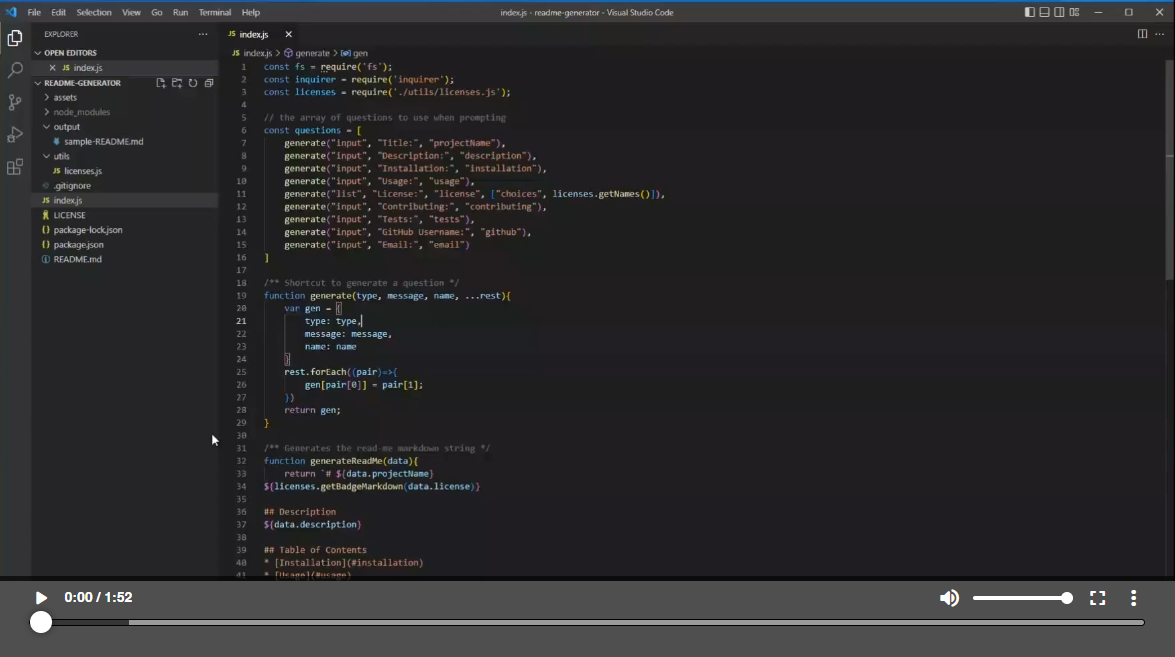 File Edit Selection View Go Run Terminal Help
index.js - readme-generator - Visual Studio Code
EXPLORER
OPEN EDITORS
JS index.js
README-GENERATOR
assets
node_modules
output
sample-README.md
utils
JS licenses.js
.gitignore
JS index.js
LICENSE
{} package-lock.json
{} package.json
README.md
JS index.js
JS index.js > generate > gen
1 const fs = require('fs');
2 const inquirer = require('inquirer');
3 const licenses = require('./utils/licenses.js');
4
5 // the array of questions to use when prompting
6 const questions = [
7 generate("input", "Title:", "projectName"),
8 generate("input", "Description:", "description"),
9 generate("input", "Installation:", "installation"),
10 generate("input", "Usage:", "usage"),
11 generate("list", "License:", "license", ["choices", licenses.getNames()]),
12 generate("input", "Contributing:", "contributing"),
13 generate("input", "Tests:", "tests"),
14 generate("input", "GitHub Username:", "github"),
15 generate("input", "Email:", "email")
16 ]
17
18 /** Shortcut to generate a question */
19 function generate(type, message, name, ...rest){
20 var gen = {
21 type: type,
22 message: message,
23 name: name
24 }
25 rest.forEach((pair)=>{
26 gen[pair[0]] = pair[1];
27 })
28 return gen;
29 }
30
31 /** Generates the read-me markdown string */
32 function generateReadMe(data){
33 return `# ${data.projectName}
34 ${licenses.getBadgeMarkdown(data.license)}
35
36 ## Description
37 ${data.description}
38
39 ## Table of Contents
40 * [Installation](#installation)
41 * [Usage](#usage)
0:00 / 1:52